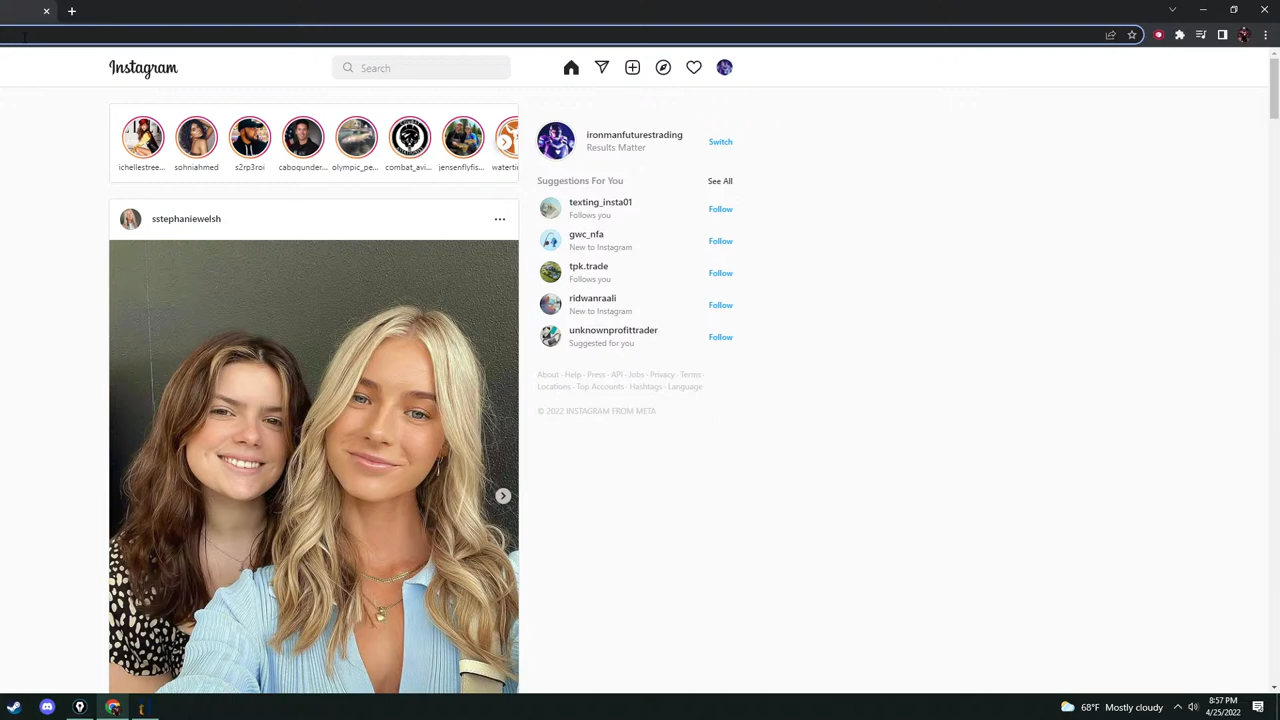 Instagram
Search
ichellestree... sohniahmed s2rp3roi caboqunder... olympic_pe... combat_avi... jensenflyfis... waterti
sstephaniewelsh
ironmanfuturestrading
Results Matter
Switch
Suggestions For You
See All
texting_insta01
Follows you
Follow
gwc_nfa
New to Instagram
Follow
tpk.trade
Follows you
Follow
ridwanraali
New to Instagram
Follow
unknownprofittrader
Suggested for you
Follow
About · Help · Press · API · Jobs · Privacy · Terms ·
Locations · Top Accounts · Hashtags · Language
© 2022 INSTAGRAM FROM META
68°F Mostly cloudy
8:57 PM
4/25/2022